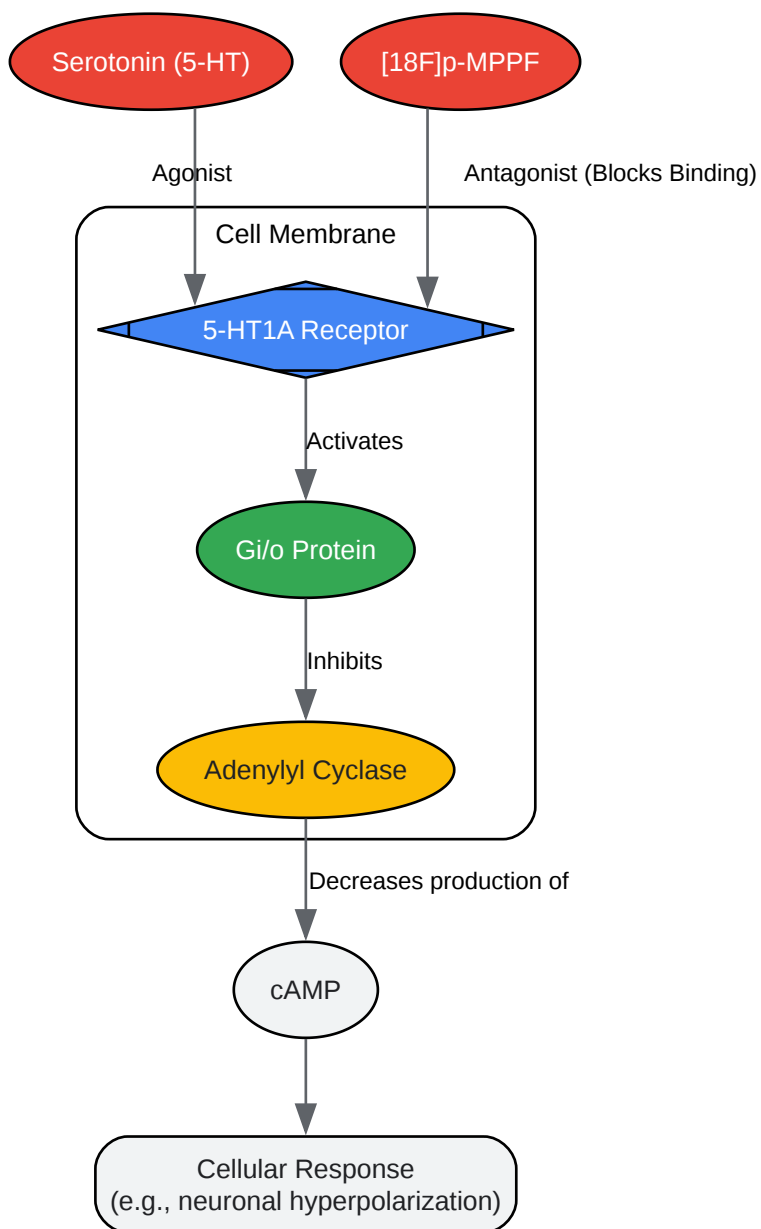 Serotonin (5-HT)
[18F]p-MPPF
Agonist
Antagonist (Blocks Binding)
Cell Membrane
5-HT1A Receptor
Activates
Gi/o Protein
Inhibits
Adenylyl Cyclase
Decreases production of
cAMP
Cellular Response
(e.g., neuronal hyperpolarization)